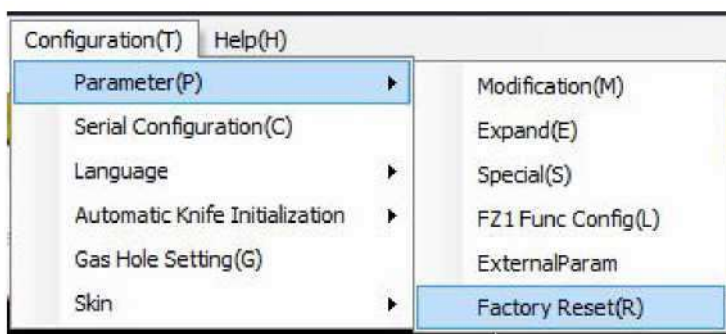 Configuration(T) Help(H)
Parameter(P)
Serial Configuration(C)
Language
Automatic Knife Initialization
Gas Hole Setting(G)
Skin
Modification(M)
Expand(E)
Special(S)
FZ1 Func Config(L)
ExternalParam
Factory Reset(R)